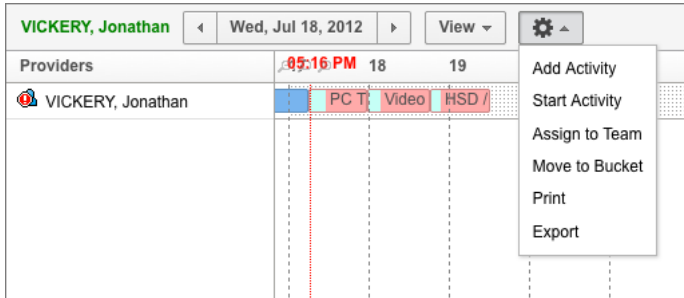 VICKERY, Jonathan Wed, Jul 18, 2012 View
Providers 05:16 PM 18 19
VICKERY, Jonathan PC T Video HSD /
Add Activity
Start Activity
Assign to Team
Move to Bucket
Print
Export